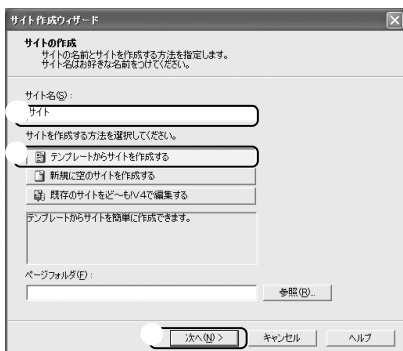 サイト作成ウィザード
サイトの作成
サイトの名前とサイトを作成する方法を指定します。
サイト名はお好きな名前をつけてください。
サイト名(S):
サイト
サイトを作成する方法を選択してください。
テンプレートからサイトを作成する
新規に空のサイトを作成する
既存のサイトをど～も!V4で編集する
テンプレートからサイトを簡単に作成できます。
ページフォルダ(F):
参照(R)...
次へ(N) > キャンセル ヘルプ